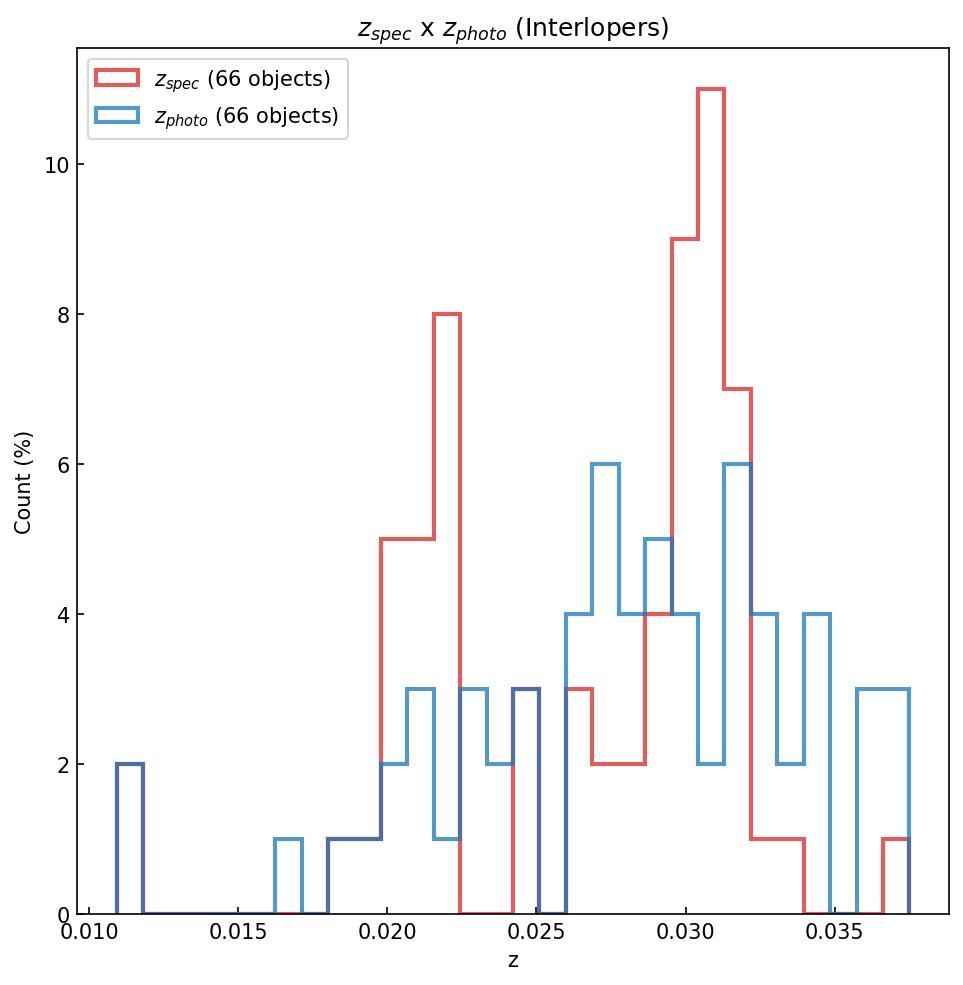 z_spec x z_photo (Interlopers)
z_spec (66 objects)
z_photo (66 objects)
Count (%)
10
8
6
4
2
0
0.010 0.015 0.020 0.025 0.030 0.035
z